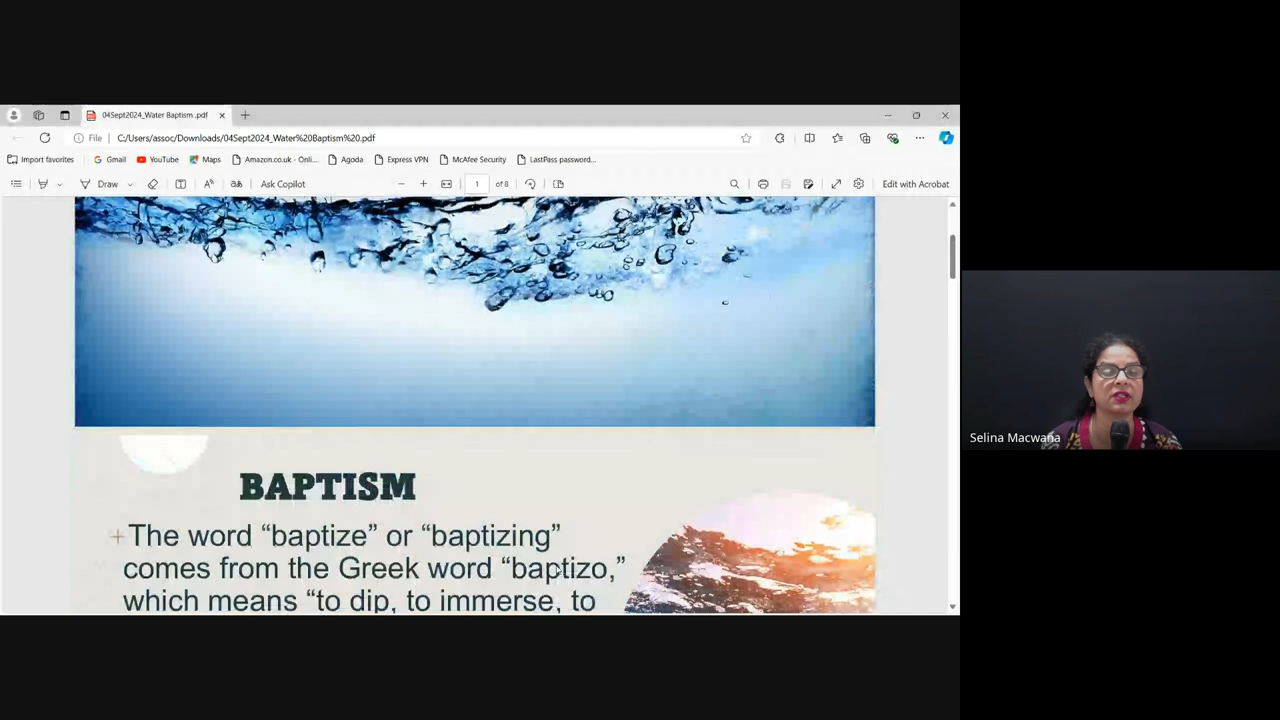 04Sept2024_Water Baptism .pdf
File
C:/Users/assoc/Downloads/04Sept2024_Water%20Baptism%20.pdf
Import favorites
Gmail
YouTube
Maps
Amazon.co.uk - Onli...
Agoda
Express VPN
McAfee Security
LastPass password...
Draw
Ask Copilot
1 of 8
Edit with Acrobat
BAPTISM
The word “baptize” or “baptizing”
comes from the Greek word “baptizo,”
which means “to dip, to immerse, to
Selina Macwana